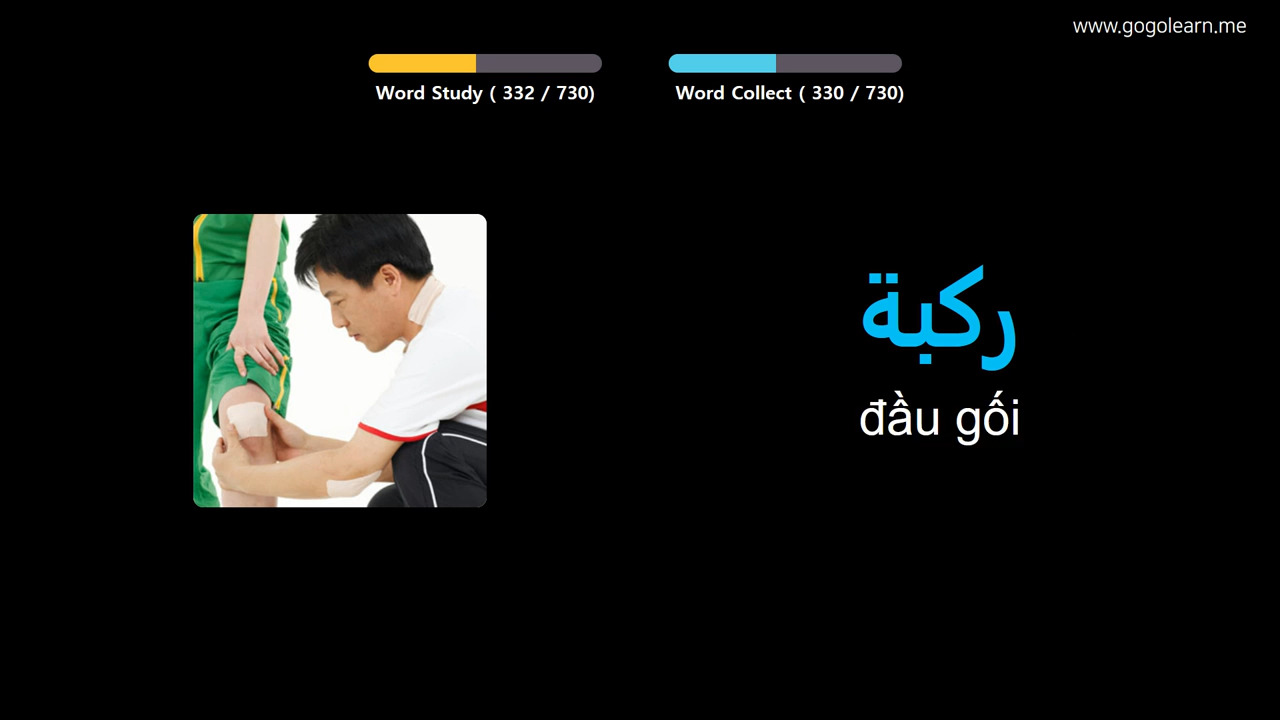 www.gogolearn.me
Word Study ( 332 / 730)
Word Collect ( 330 / 730)
ركبة
đầu gối